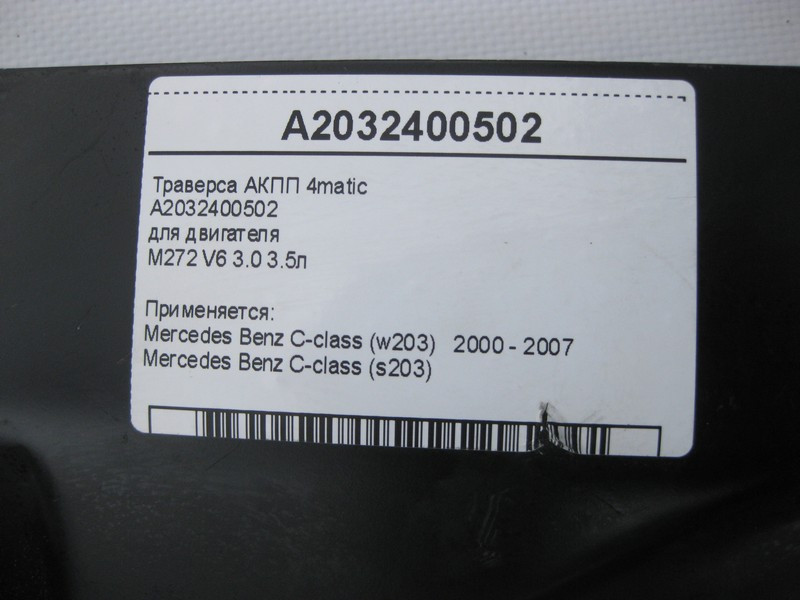 A2032400502
Траверса АКПП 4matic
A2032400502
для двигателя
M272 V6 3.0 3.5л
Применяется:
Mercedes Benz C-class (w203) 2000 - 2007
Mercedes Benz C-class (s203)